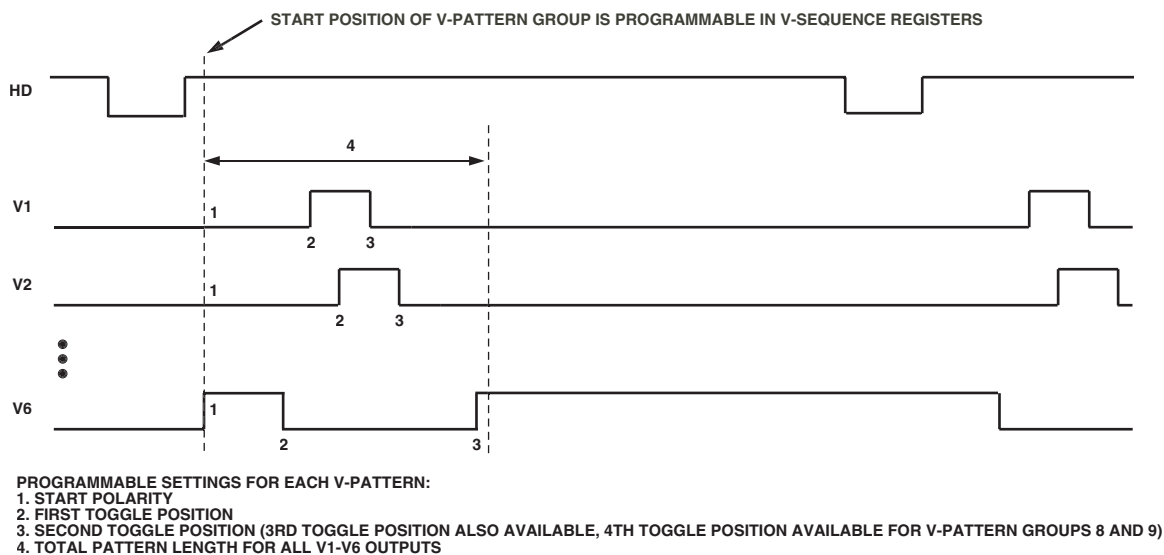 START POSITION OF V-PATTERN GROUP IS PROGRAMMABLE IN V-SEQUENCE REGISTERS
HD
4
V1
1
2 3
V2
1
2 3
V6
1
2 3
PROGRAMMABLE SETTINGS FOR EACH V-PATTERN:
1. START POLARITY
2. FIRST TOGGLE POSITION
3. SECOND TOGGLE POSITION (3RD TOGGLE POSITION ALSO AVAILABLE, 4TH TOGGLE POSITION AVAILABLE FOR V-PATTERN GROUPS 8 AND 9)
4. TOTAL PATTERN LENGTH FOR ALL V1-V6 OUTPUTS